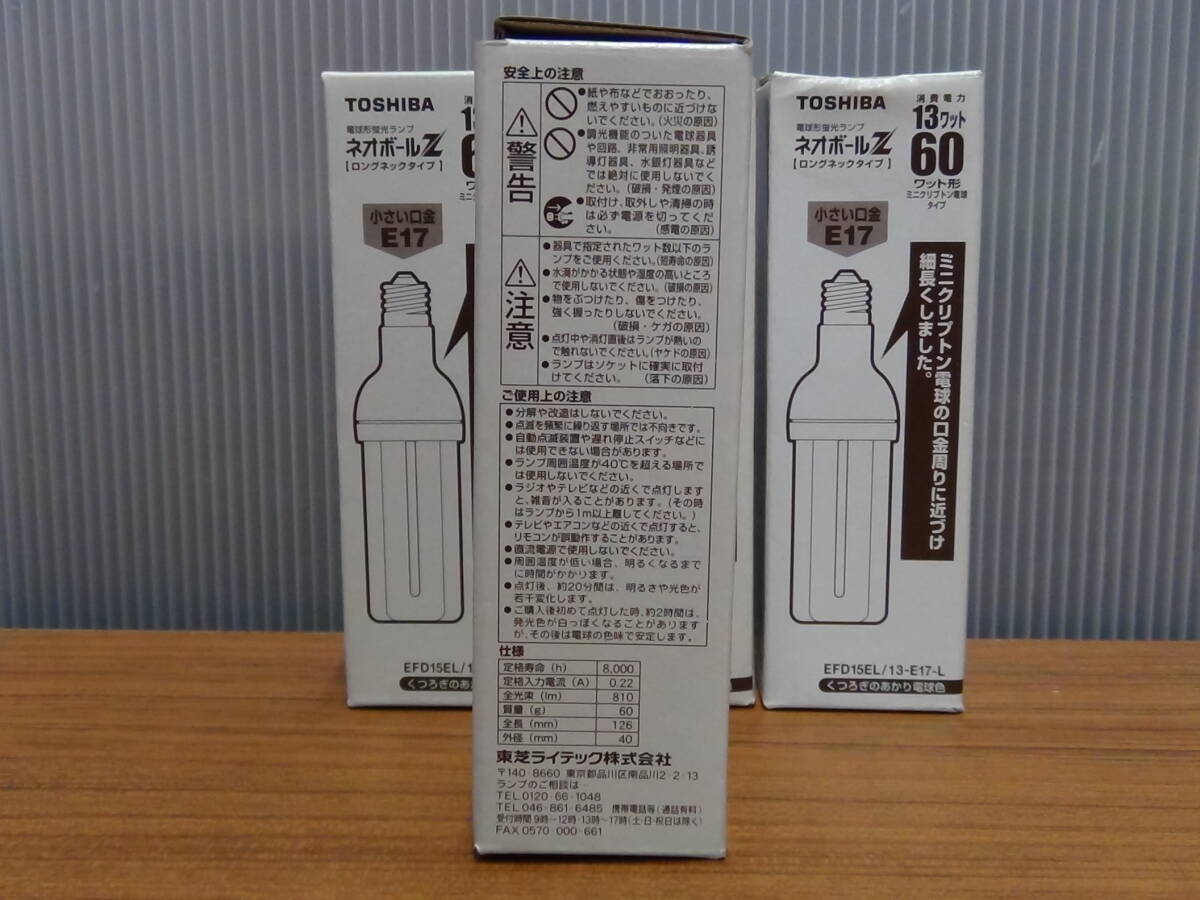 TOSHIBA
電球形蛍光ランプ
ネオボールZ
【ロングネックタイプ】
小さい口金
E17
EFD15EL/1
くつろぎのあ
安全上の注意
警告
●紙や布などでおおったり、
燃えやすいものに近づけな
いでください。(火災の原因)
●調光機能のついた電球器具
や回路、非常用照明器具、誘
導灯器具、水銀灯器具など
では絶対に使用しないでく
ださい。(破損・発煙の原因)
●取付け、取外しや清掃の時
は必ず電源を切ってくだ
さい。(感電の原因)
注意
●器具で指定されたワット数以下のラ
ンプをご使用ください。(短寿命の原因)
●水滴がかかる状態や湿度の高いところ
で使用しないでください。(破損の原因)
●物をぶつけたり、傷をつけたり、
強く握ったりしないでください。
(破損・ケガの原因)
●点灯中や消灯直後はランプが熱いの
で触れないでください。(ヤケドの原因)
●ランプはソケットに確実に取付
けてください。(落下の原因)
ご使用上の注意
●分解や改造はしないでください。
●点滅を頻繁に繰り返す場所では不向きです。
●自動点滅装置や遅れ停止スイッチなどに
は使用できない場合があります。
●ランプ周囲温度が40℃を超える場所で
は使用しないでください。
●ラジオやテレビなどの近くで点灯します
と、雑音が入ることがあります。(その時
はランプから1m以上離してください。)
●テレビやエアコンなどの近くで点灯すると、
リモコンが誤動作することがあります。
●直流電源で使用しないでください。
●周囲温度が低い場合、明るくなるまで
に時間がかかります。
●点灯後、約20分間は、明るさや光色が
若干変化します。
●ご購入後初めて点灯した時、約2時間は、
発光色が白っぽくなることがあります
が、その後は電球の色味で安定します。
仕様
定格寿命(h) 8,000
定格入力電流(A) 0.22
全光束(lm) 810
質量(g) 60
全長(mm) 126
外径(mm) 40
東芝ライテック株式会社
〒140-8660 東京都品川区南品川2-2-13
ランプのご相談は
TEL 0120-66-1048
TEL 046-861-6485 携帯電話等(通話有料)
受付時間 9時~12時・13時~17時(土・日・祝日は除く)
FAX 0570-000-661
TOSHIBA
電球形蛍光ランプ
ネオボールZ
【ロングネックタイプ】
消費電力
13ワット
60
ワット形
ミニクリプトン電球
タイプ
小さい口金
E17
ミニクリプトン電球の口金周りに近づけ
細長くしました。
EFD15EL/13-E17-L
くつろぎのあかり電球色